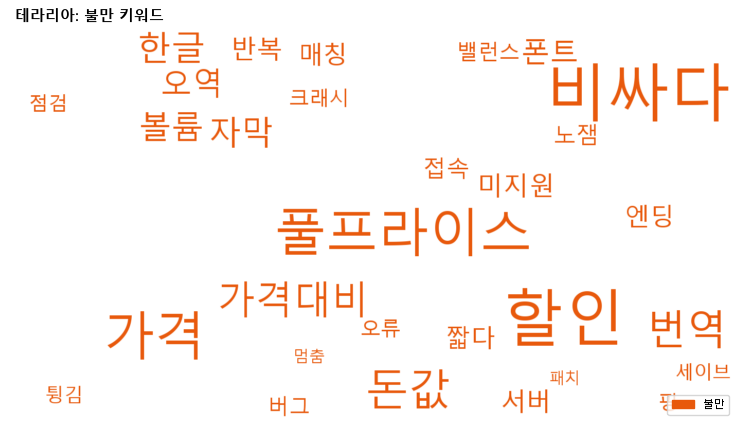 테라리아: 불만 키워드
한글
반복
매칭
밸런스
폰트
오역
비싸다
점검
크래시
볼륨
자막
노잼
접속
미지원
엔딩
풀프라이스
가격대비
할인
가격
오류
짧다
번역
멈춤
세이브
돈값
패치
튕김
버그
서버
불만